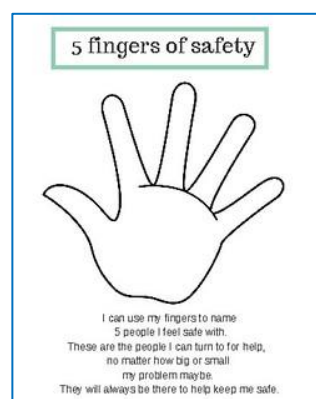 5 fingers of safety
I can use my fingers to name
5 people I feel safe with.
These are the people I can turn to for help,
no matter how big or small
my problem maybe.
They will always be there to help keep me safe.